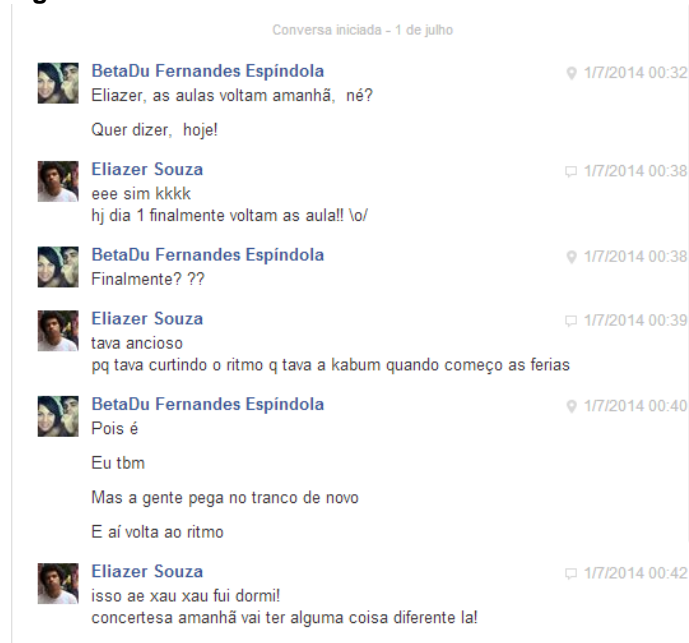 Conversa iniciada - 1 de julho
BetaDu Fernandes Espíndola 1/7/2014 00:32
Eliazer, as aulas voltam amanhã, né?
Quer dizer, hoje!
Eliazer Souza 1/7/2014 00:38
eee sim kkkk
hj dia 1 finalmente voltam as aula!! \o/
BetaDu Fernandes Espíndola 1/7/2014 00:38
Finalmente? ??
Eliazer Souza 1/7/2014 00:39
tava ancioso
pq tava curtindo o ritmo q tava a kabum quando começo as ferias
BetaDu Fernandes Espíndola 1/7/2014 00:40
Pois é
Eu tbm
Mas a gente pega no tranco de novo
E aí volta ao ritmo
Eliazer Souza 1/7/2014 00:42
isso ae xau xau fui dormi!
concertesa amanhã vai ter alguma coisa diferente la!